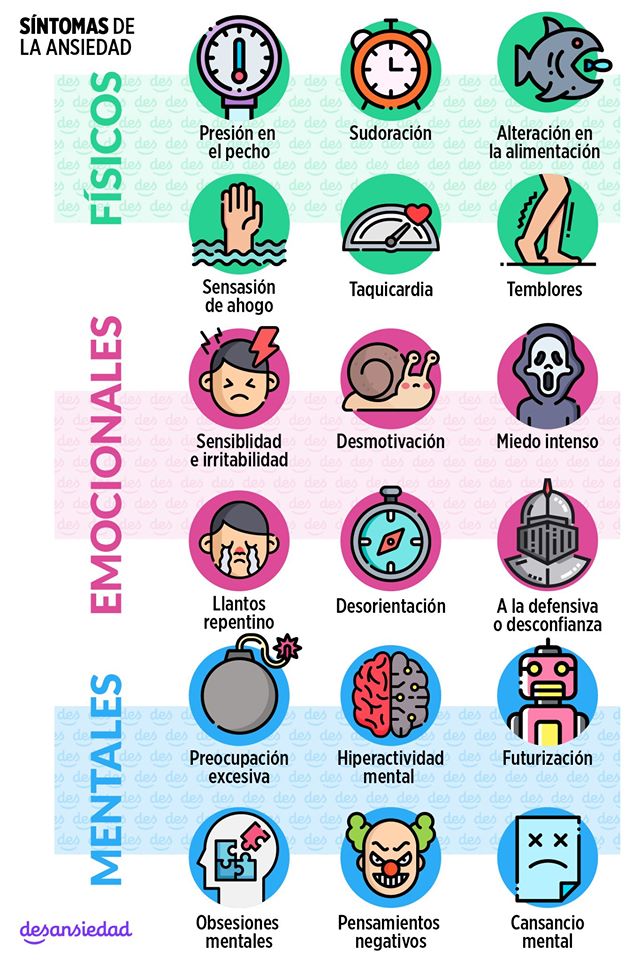 SÍNTOMAS DE
LA ANSIEDAD
FÍSICOS
Presión en
el pecho
Sudoración
Alteración en
la alimentación
Sensasión
de ahogo
Taquicardia
Temblores
EMOCIONALES
Sensiblidad
e irritabilidad
Desmotivación
Miedo intenso
Llantos
repentino
Desorientación
A la defensiva
o desconfianza
MENTALES
Preocupación
excesiva
Hiperactividad
mental
Futurización
Obsesiones
mentales
Pensamientos
negativos
Cansancio
mental
desansiedad